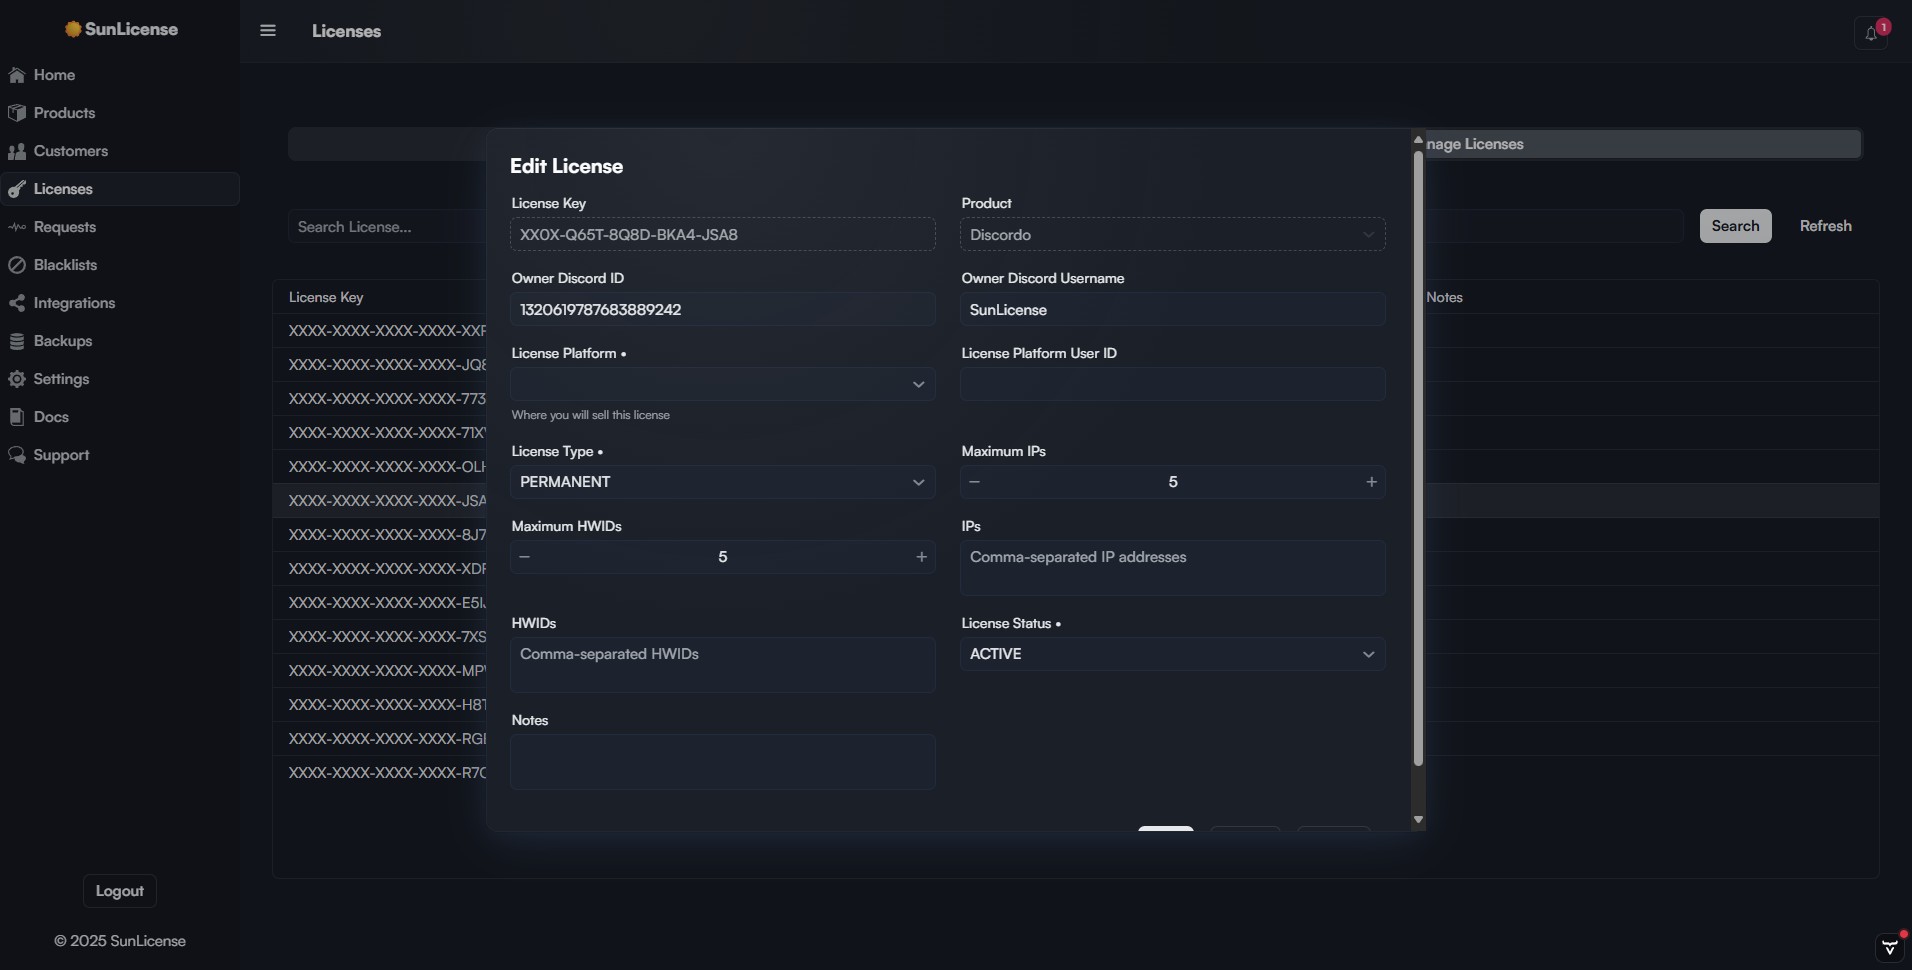 SunLicense
Licenses
1
Home
Products
Customers
Licenses
Requests
Blacklists
Integrations
Backups
Settings
Docs
Support
Logout
© 2025 SunLicense
nage Licenses
Search License...
Search
Refresh
License Key
Notes
XXXX-XXXX-XXXX-XXXX-XXF
XXXX-XXXX-XXXX-XXXX-JQ8
XXXX-XXXX-XXXX-XXXX-773
XXXX-XXXX-XXXX-XXXX-71X
XXXX-XXXX-XXXX-XXXX-OLH
XXXX-XXXX-XXXX-XXXX-JSA
XXXX-XXXX-XXXX-XXXX-8J7
XXXX-XXXX-XXXX-XXXX-XDF
XXXX-XXXX-XXXX-XXXX-E5I
XXXX-XXXX-XXXX-XXXX-7XS
XXXX-XXXX-XXXX-XXXX-MP
XXXX-XXXX-XXXX-XXXX-H8T
XXXX-XXXX-XXXX-XXXX-RG
XXXX-XXXX-XXXX-XXXX-R7
Edit License
License Key
XX0X-Q65T-8Q8D-BKA4-JSA8
Product
Discordo
Owner Discord ID
1320619787683889242
Owner Discord Username
SunLicense
License Platform •
Where you will sell this license
License Platform User ID
License Type •
PERMANENT
Maximum IPs
− 5 +
Maximum HWIDs
− 5 +
IPs
Comma-separated IP addresses
HWIDs
Comma-separated HWIDs
License Status •
ACTIVE
Notes